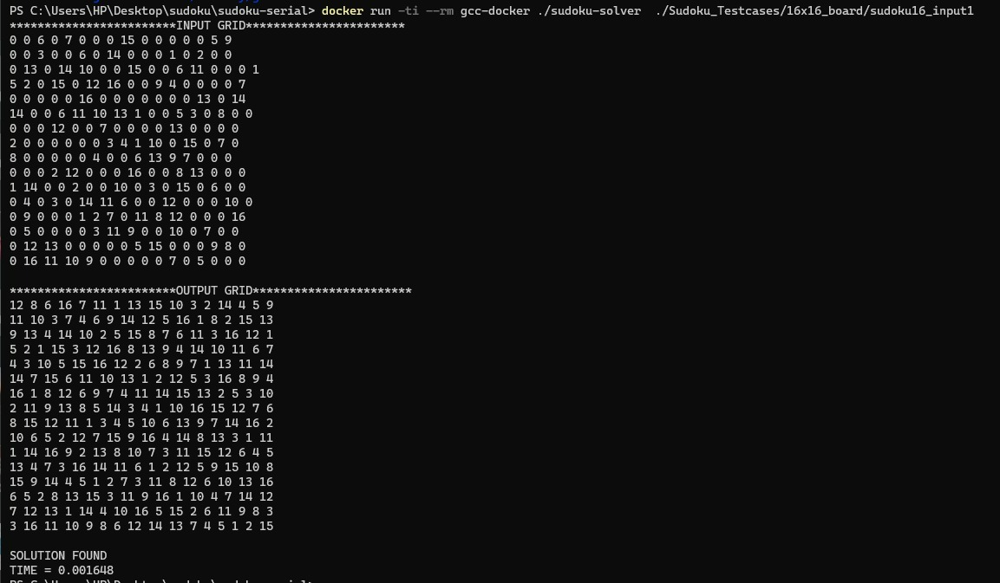 PS C:\Users\HP\Desktop\sudoku\sudoku-serial> docker run -ti --rm gcc-docker ./sudoku-solver  ./Sudoku_Testcases/16x16_board/sudoku16_input1
************************INPUT GRID***********************
0 0 6 0 7 0 0 0 15 0 0 0 0 0 5 9
0 0 3 0 0 6 0 14 0 0 0 1 0 2 0 0
0 13 0 14 10 0 0 15 0 0 6 11 0 0 0 1
5 2 0 15 0 12 16 0 0 9 4 0 0 0 0 7
0 0 0 0 0 16 0 0 0 0 0 0 0 13 0 14
14 0 0 6 11 10 13 1 0 0 5 3 0 8 0 0
0 0 0 12 0 0 7 0 0 0 0 13 0 0 0 0
2 0 0 0 0 0 0 3 4 1 10 0 15 0 7 0
8 0 0 0 0 0 4 0 0 6 13 9 7 0 0 0
0 0 0 2 12 0 0 0 16 0 0 8 13 0 0 0
1 14 0 0 2 0 0 10 0 3 0 15 0 6 0 0
0 4 0 3 0 14 11 6 0 0 12 0 0 0 10 0
0 9 0 0 0 1 2 7 0 11 8 12 0 0 0 16
0 5 0 0 0 0 3 11 9 0 0 10 0 7 0 0
0 12 13 0 0 0 0 0 5 15 0 0 0 9 8 0
0 16 11 10 9 0 0 0 0 0 7 0 5 0 0 0
************************OUTPUT GRID***********************
12 8 6 16 7 11 1 13 15 10 3 2 14 4 5 9
11 10 3 7 4 6 9 14 12 5 16 1 8 2 15 13
9 13 4 14 10 2 5 15 8 7 6 11 3 16 12 1
5 2 1 15 3 12 16 8 13 9 4 14 10 11 6 7
4 3 10 5 15 16 12 2 6 8 9 7 1 13 11 14
14 7 15 6 11 10 13 1 2 12 5 3 16 8 9 4
16 1 8 12 6 9 7 4 11 14 15 13 2 5 3 10
2 11 9 13 8 5 14 3 4 1 10 16 15 12 7 6
8 15 12 11 1 3 4 5 10 6 13 9 7 14 16 2
10 6 5 2 12 7 15 9 16 4 14 8 13 3 1 11
1 14 16 9 2 13 8 10 7 3 11 15 12 6 4 5
13 4 7 3 16 14 11 6 1 2 12 5 9 15 10 8
15 9 14 4 5 1 2 7 3 11 8 12 6 10 13 16
6 5 2 8 13 15 3 11 9 16 1 10 4 7 14 12
7 12 13 1 14 4 10 16 5 15 2 6 11 9 8 3
3 16 11 10 9 8 6 12 14 13 7 4 5 1 2 15
SOLUTION FOUND
TIME = 0.001648
PS C:\Users\HP\Desktop\sudoku\sudoku-serial>